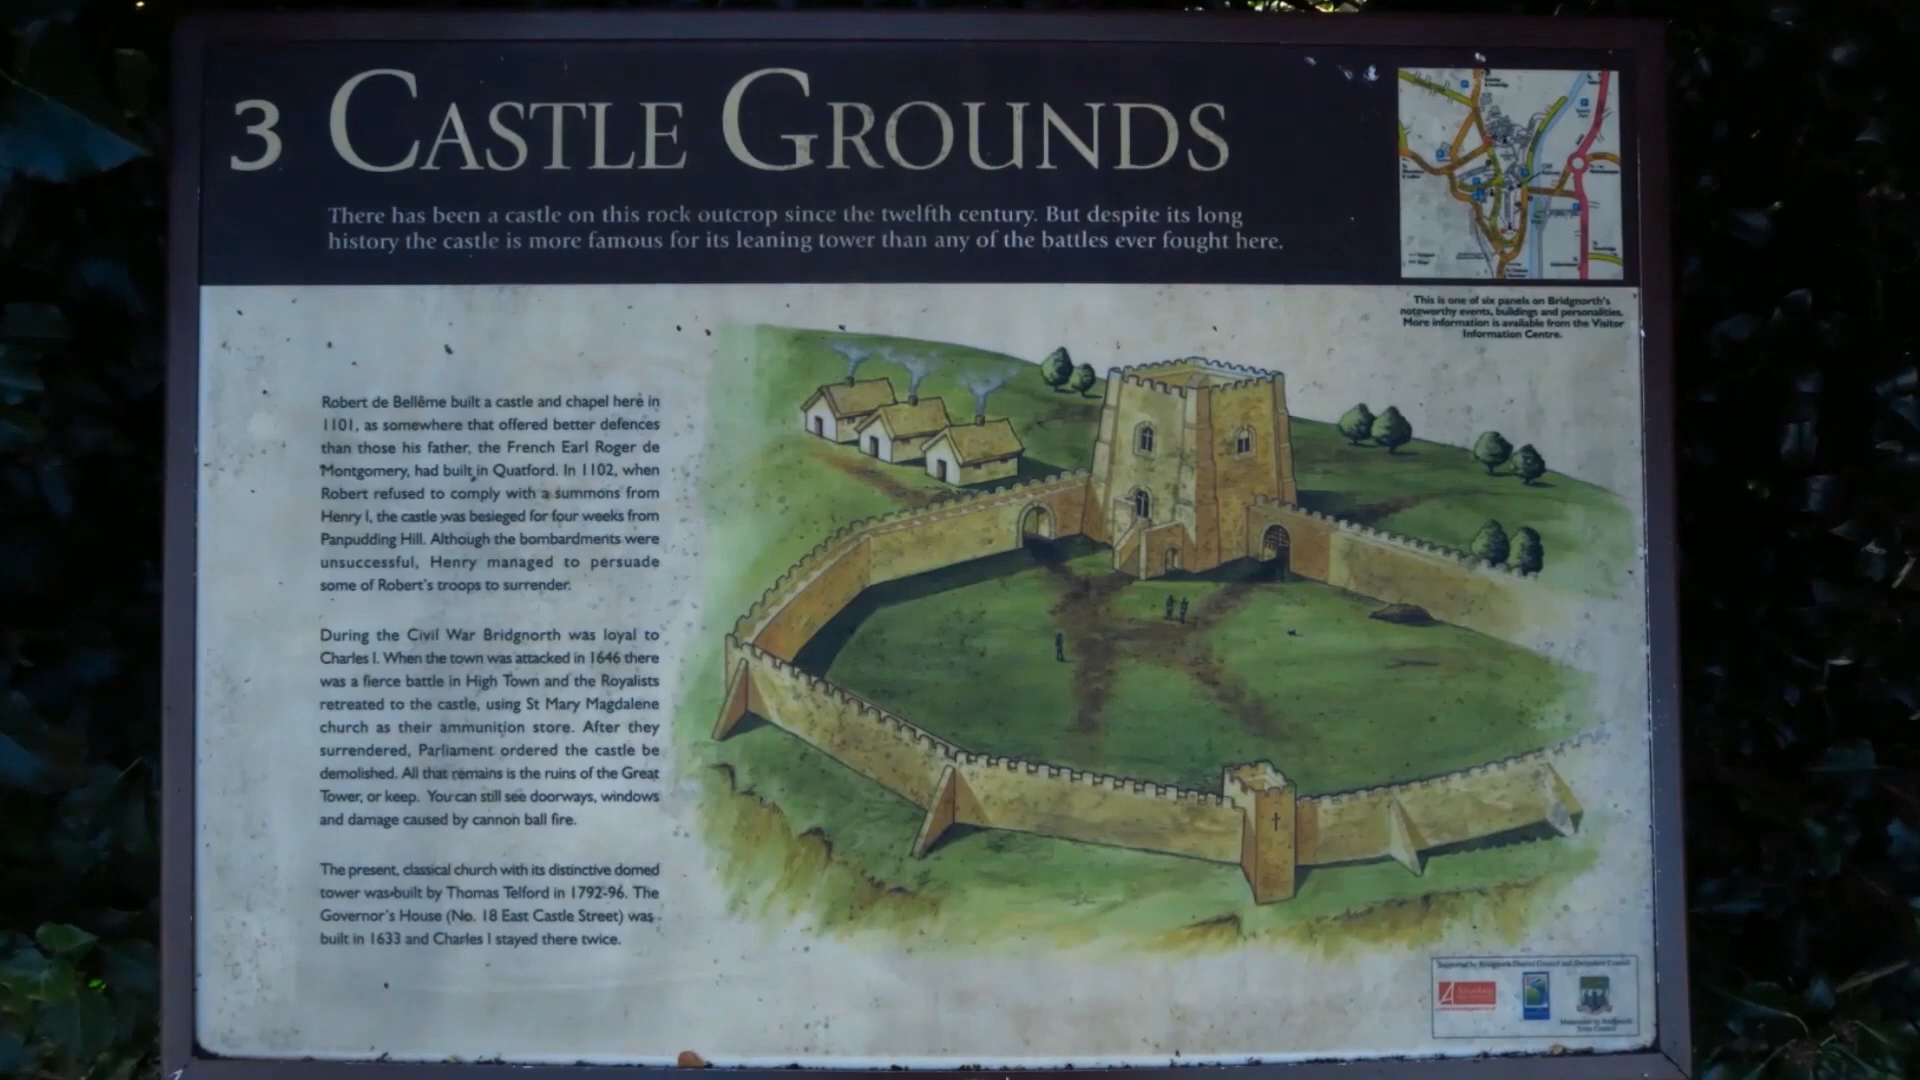 3 CASTLE GROUNDS
There has been a castle on this rock outcrop since the twelfth century. But despite its long
history the castle is more famous for its leaning tower than any of the battles ever fought here.
This is one of six panels on Bridgnorth's
noteworthy events, buildings and personalities.
More information is available from the Visitor
Information Centre.
Robert de Bellême built a castle and chapel here in
1101, as somewhere that offered better defences
than those his father, the French Earl Roger de
Montgomery, had built in Quatford. In 1102, when
Robert refused to comply with a summons from
Henry I, the castle was besieged for four weeks from
Panpudding Hill. Although the bombardments were
unsuccessful, Henry managed to persuade
some of Robert's troops to surrender.
During the Civil War Bridgnorth was loyal to
Charles I. When the town was attacked in 1646 there
was a fierce battle in High Town and the Royalists
retreated to the castle, using St Mary Magdalene
church as their ammunition store. After they
surrendered, Parliament ordered the castle be
demolished. All that remains is the ruins of the Great
Tower, or keep. You can still see doorways, windows
and damage caused by cannon ball fire.
The present, classical church with its distinctive domed
tower was built by Thomas Telford in 1792-96. The
Governor's House (No. 18 East Castle Street) was
built in 1633 and Charles I stayed there twice.
Supported by Bridgnorth District Council and Shropshire Council